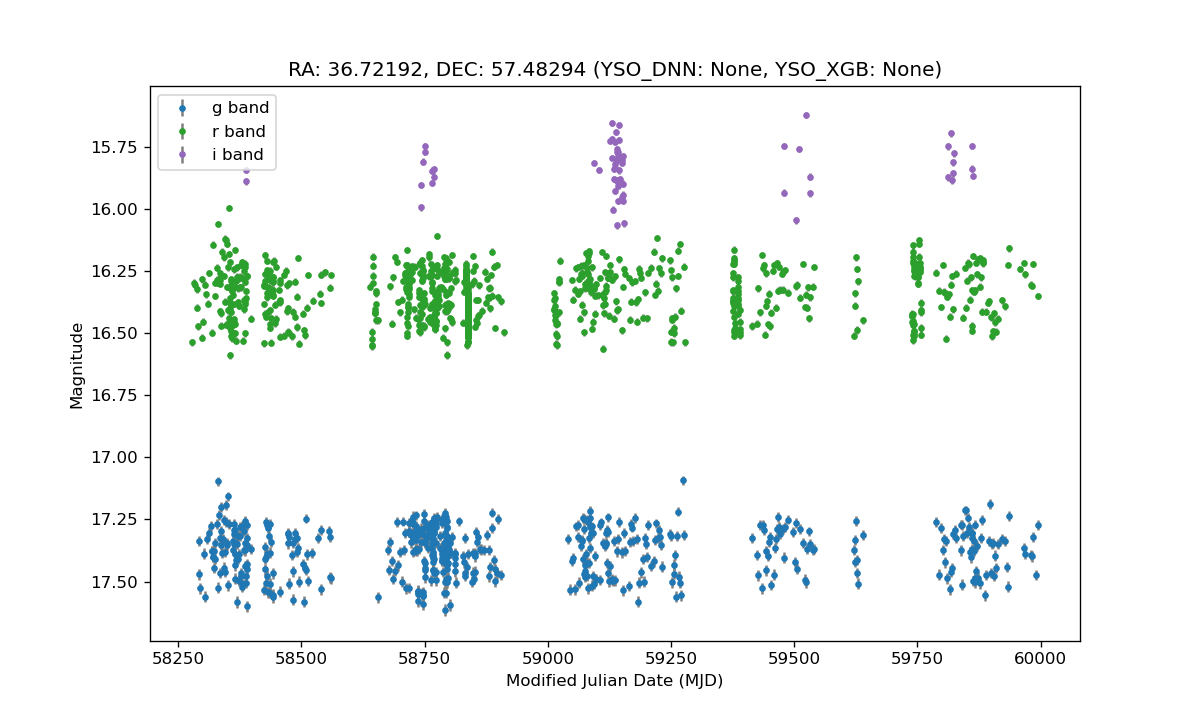 RA: 36.72192, DEC: 57.48294 (YSO_DNN: None, YSO_XGB: None)
g band
r band
i band
15.75
16.00
16.25
16.50
16.75
17.00
17.25
17.50
Magnitude
58250 58500 58750 59000 59250 59500 59750 60000
Modified Julian Date (MJD)